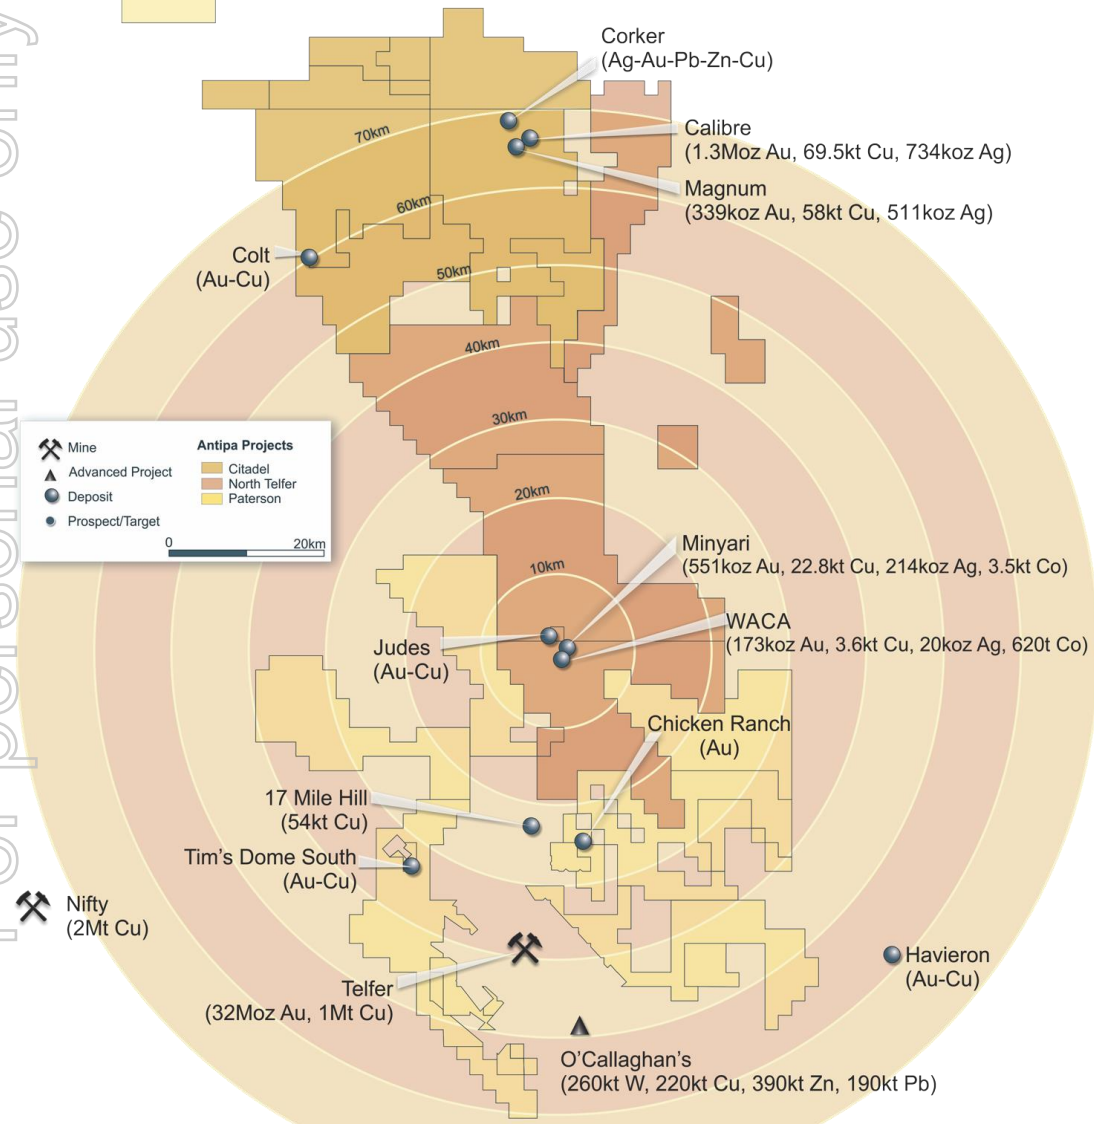 Corker
(Ag-Au-Pb-Zn-Cu)
70km
Calibre
(1.3Moz Au, 69.5kt Cu, 734koz Ag)
Magnum
(339koz Au, 58kt Cu, 511koz Ag)
60km
Colt
(Au-Cu)
50km
40km
30km
Mine
Advanced Project
Deposit
Prospect/Target
Antipa Projects
Citadel
North Telfer
Paterson
0 20km
20km
10km
Minyari
(551koz Au, 22.8kt Cu, 214koz Ag, 3.5kt Co)
WACA
(173koz Au, 3.6kt Cu, 20koz Ag, 620t Co)
Judes
(Au-Cu)
Chicken Ranch
(Au)
17 Mile Hill
(54kt Cu)
Tim's Dome South
(Au-Cu)
Nifty
(2Mt Cu)
Havieron
(Au-Cu)
Telfer
(32Moz Au, 1Mt Cu)
O'Callaghan's
(260kt W, 220kt Cu, 390kt Zn, 190kt Pb)
For personal use only